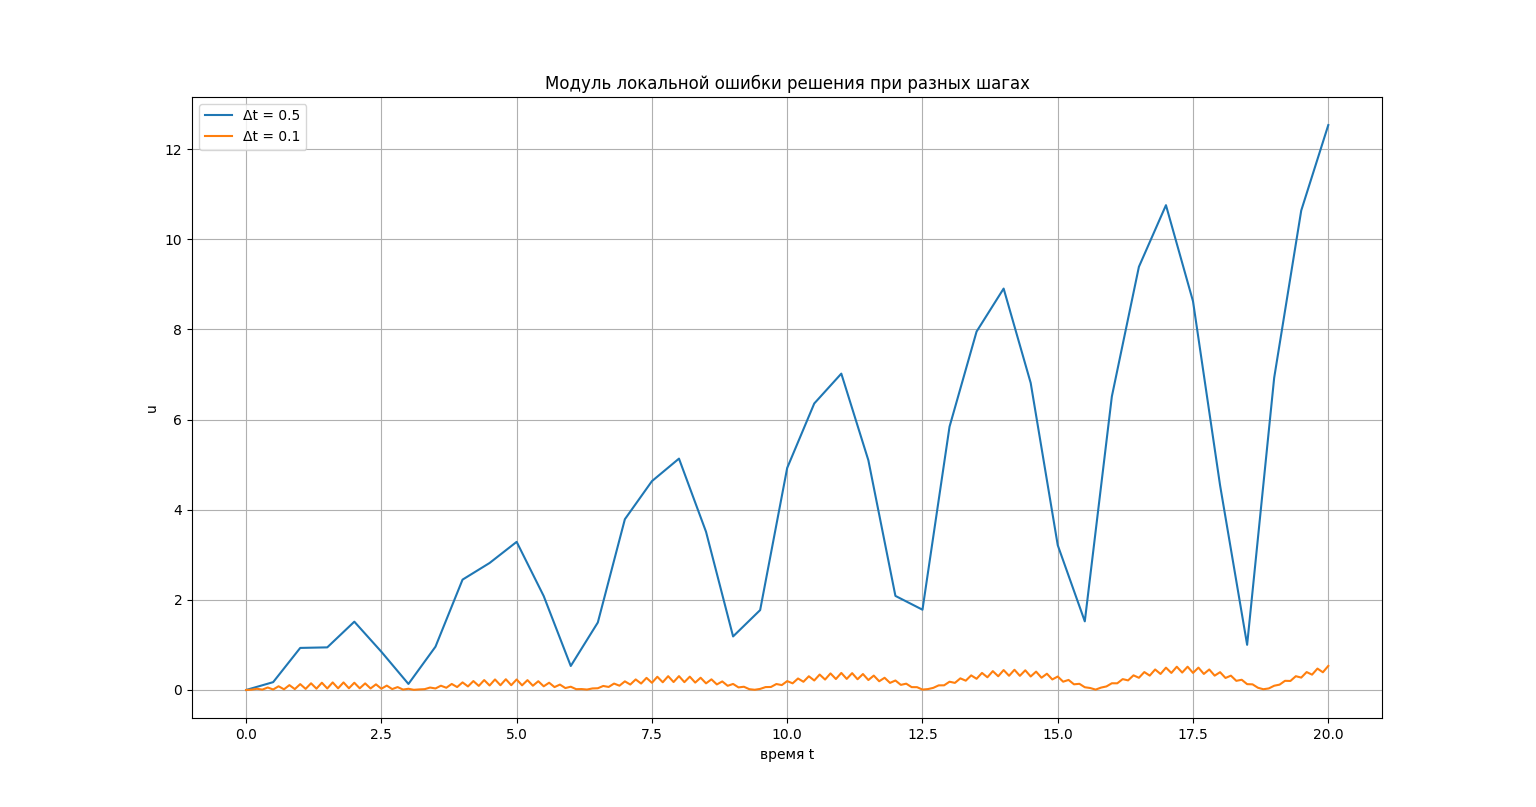 Модуль локальной ошибки решения при разных шагах
Δt = 0.5
Δt = 0.1
12
10
8
6
4
2
0
u
0.0 2.5 5.0 7.5 10.0 12.5 15.0 17.5 20.0
время t